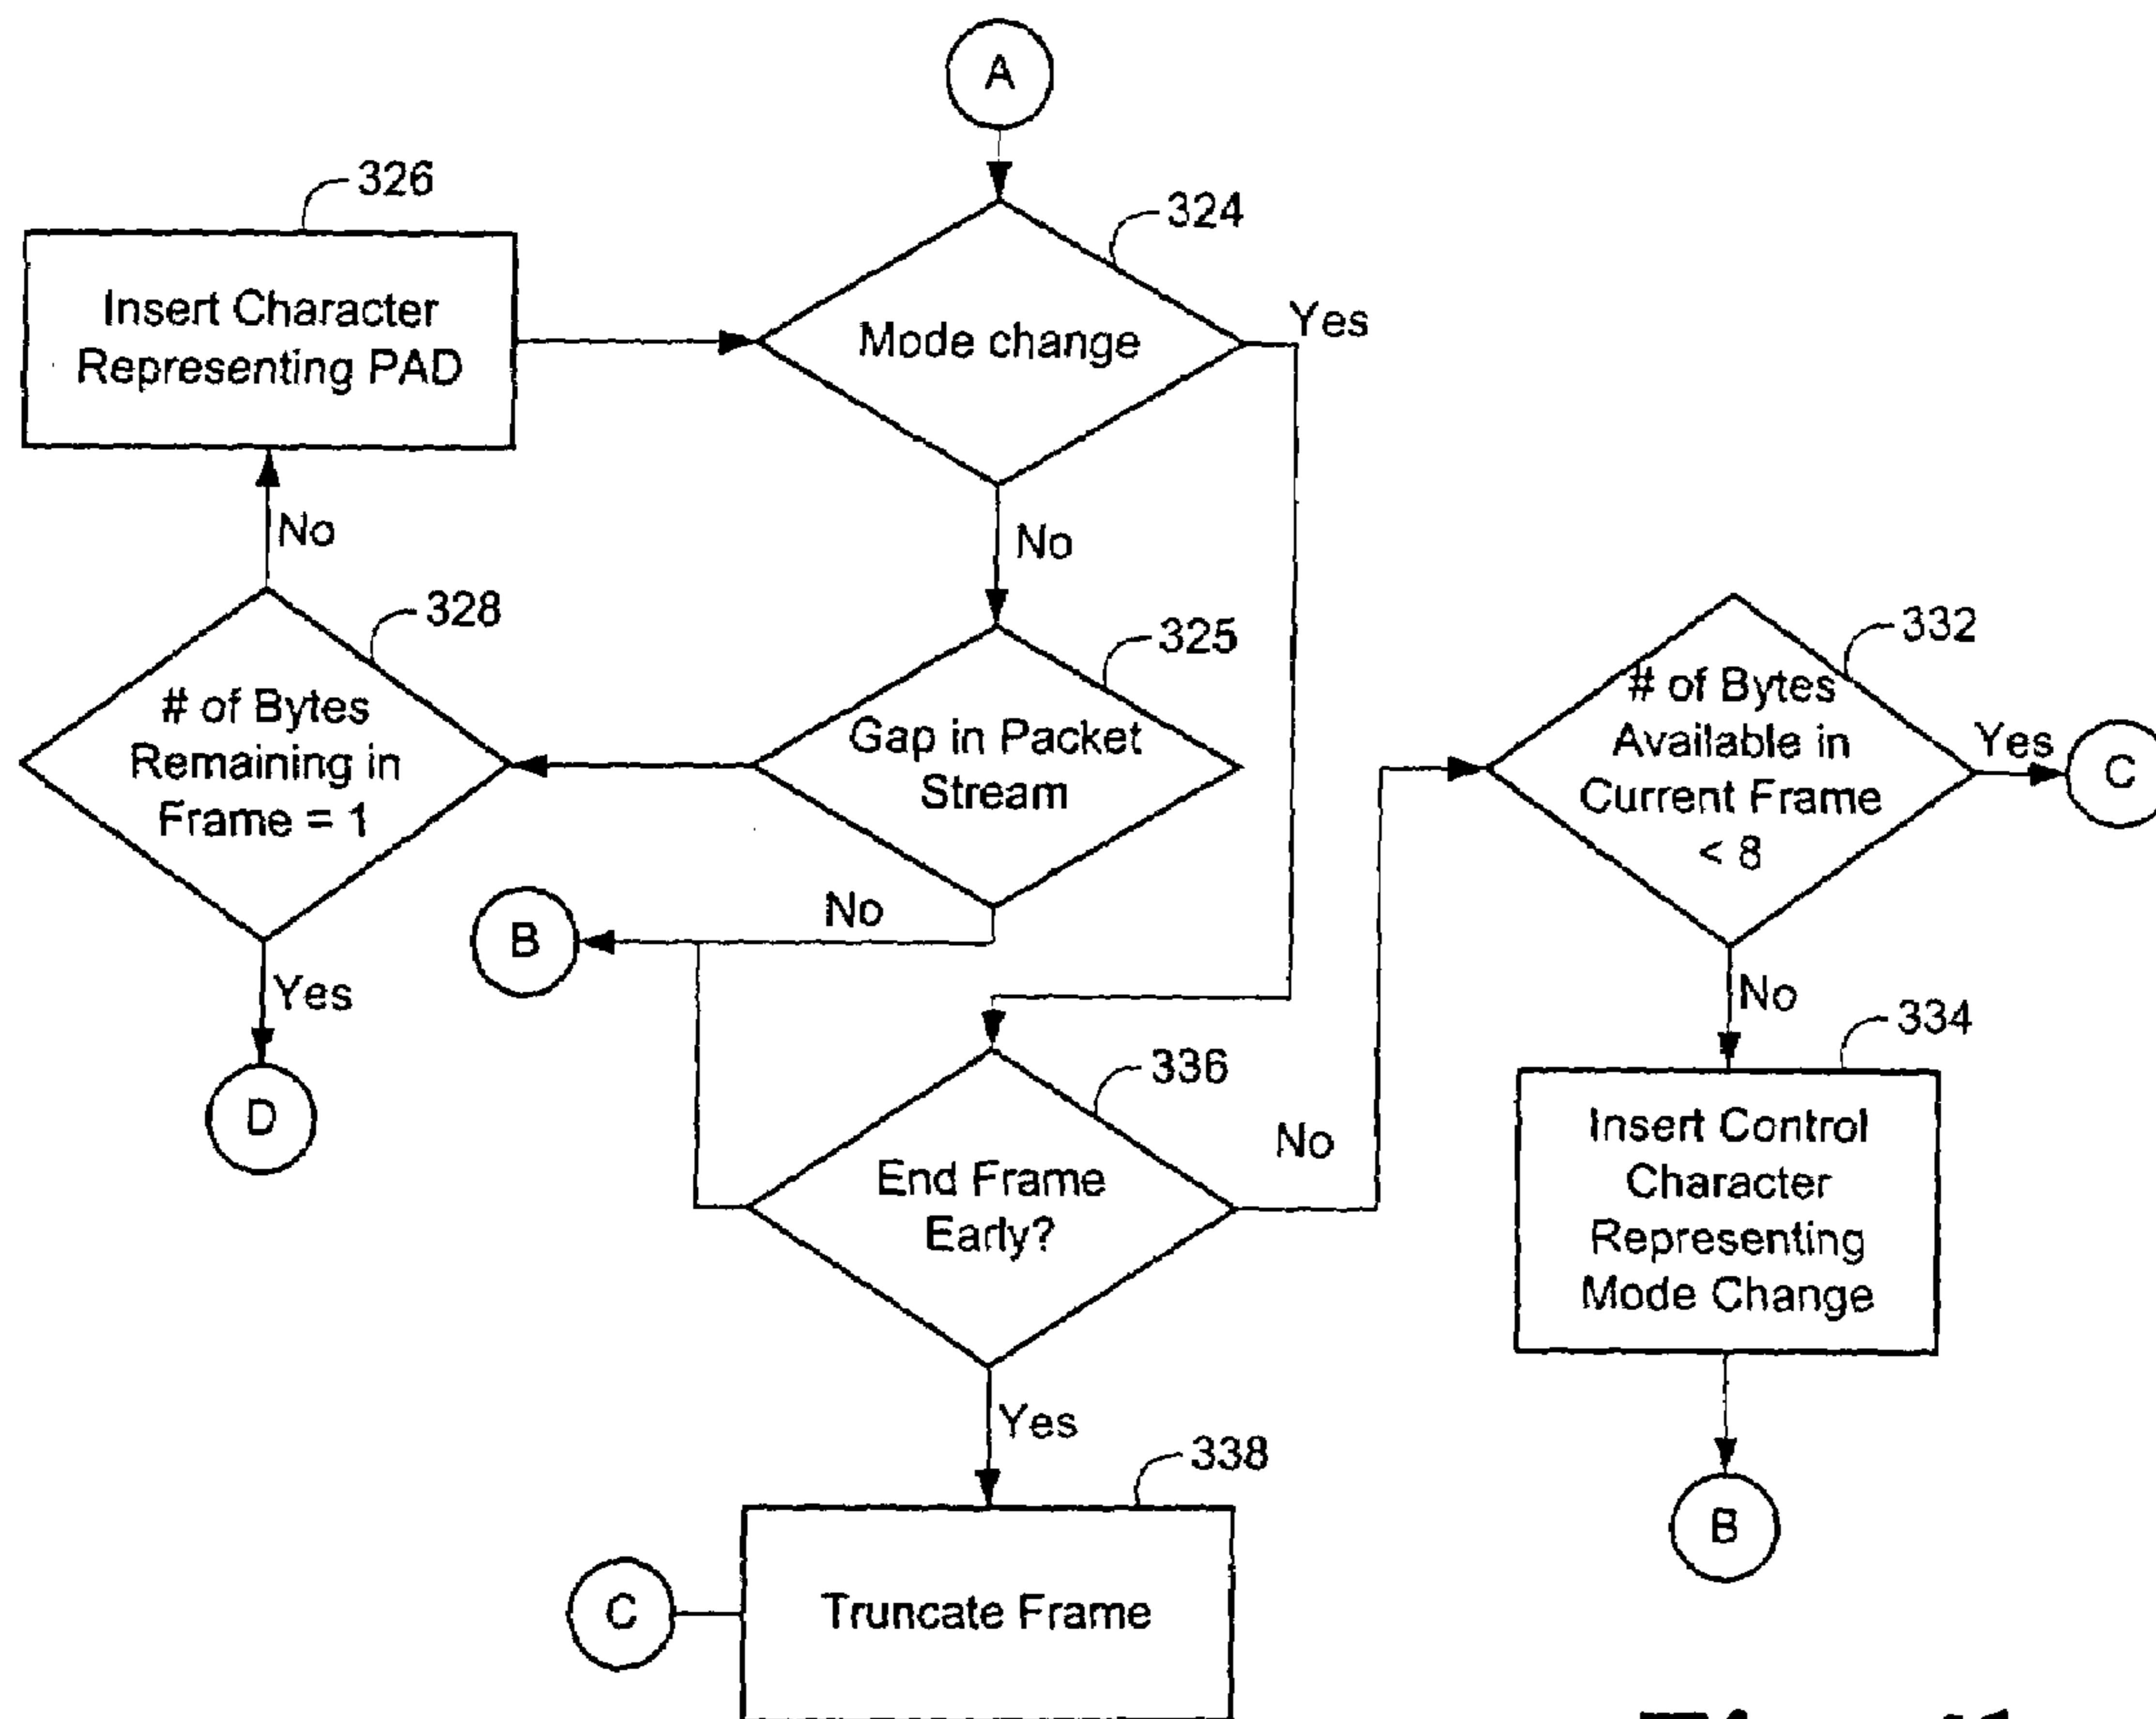 A
326
Insert Character
Representing PAD
324
Mode change
Yes
No
No
328
# of Bytes
Remaining in
Frame = 1
325
Gap in Packet
Stream
332
# of Bytes
Available in
Current Frame
< 8
Yes
C
No
B
Yes
D
No
334
Insert Control
Character
Representing
Mode Change
336
End Frame
Early?
No
Yes
338
B
C
Truncate Frame